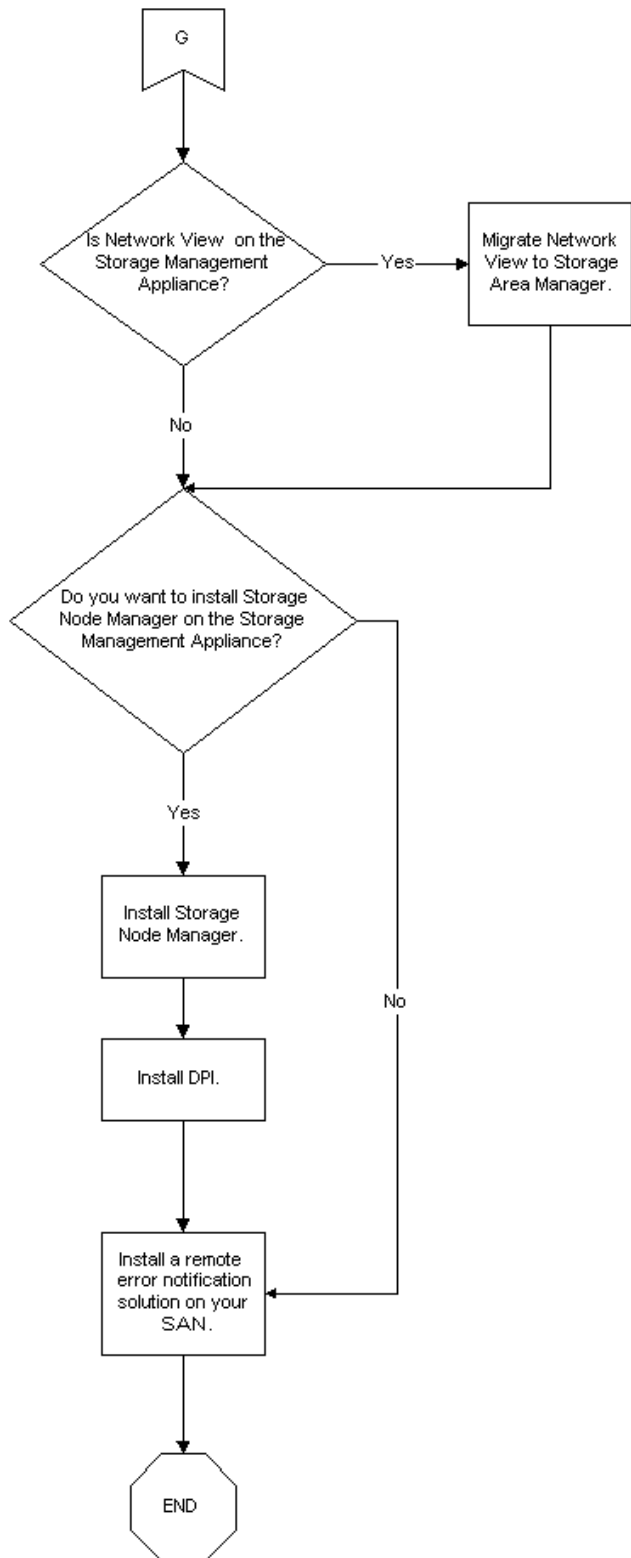 G
Is Network View on the
Storage Management
Appliance?
Yes
Migrate Network
View to Storage
Area Manager.
No
Do you want to install Storage
Node Manager on the Storage
Management Appliance?
Yes
Install Storage
Node Manager.
No
Install DPI.
Install a remote
error notification
solution on your
SAN.
END